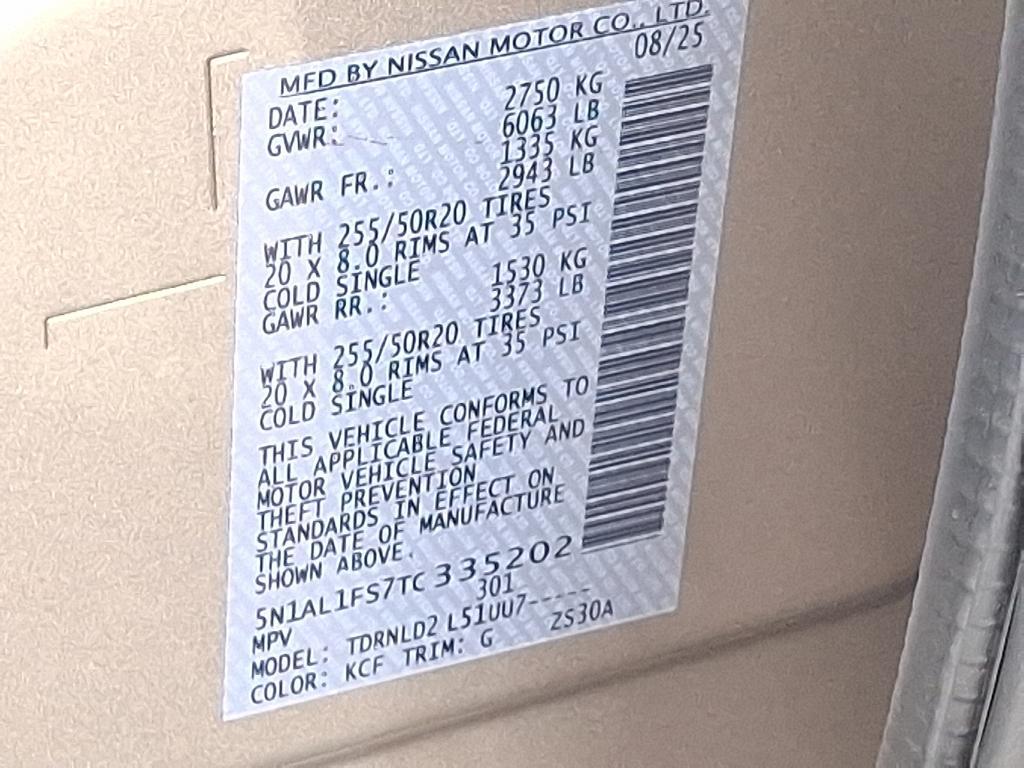 MFD BY NISSAN MOTOR CO., LTD.
DATE: 08/25
GVWR: 2750 KG
6063 LB
GAWR FR.: 1335 KG
2943 LB
WITH 255/50R20 TIRES
20 X 8.0 RIMS AT 35 PSI
COLD SINGLE
GAWR RR.: 1530 KG
3373 LB
WITH 255/50R20 TIRES
20 X 8.0 RIMS AT 35 PSI
COLD SINGLE
THIS VEHICLE CONFORMS TO
ALL APPLICABLE FEDERAL
MOTOR VEHICLE SAFETY AND
THEFT PREVENTION
STANDARDS IN EFFECT ON
THE DATE OF MANUFACTURE
SHOWN ABOVE.
5N1AL1FS7TC335202
MPV 301
MODEL: TDRNLD2 L51UU7-----
COLOR: KCF TRIM: G ZS30A